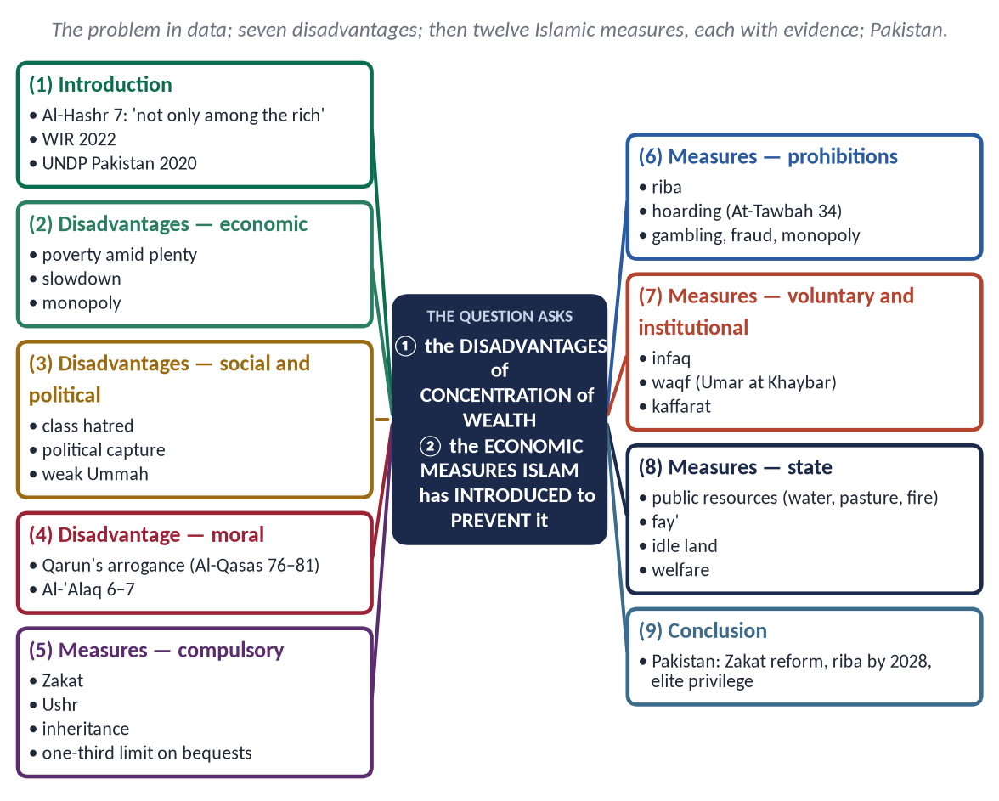 The problem in data; seven disadvantages; then twelve Islamic measures, each with evidence; Pakistan.
(1) Introduction
• Al-Hashr 7: 'not only among the rich'
• WIR 2022
• UNDP Pakistan 2020
(2) Disadvantages — economic
• poverty amid plenty
• slowdown
• monopoly
(3) Disadvantages — social and
political
• class hatred
• political capture
• weak Ummah
(4) Disadvantage — moral
• Qarun's arrogance (Al-Qasas 76–81)
• Al-'Alaq 6–7
(5) Measures — compulsory
• Zakat
• Ushr
• inheritance
• one-third limit on bequests
THE QUESTION ASKS
① the DISADVANTAGES
of
CONCENTRATION of
WEALTH
② the ECONOMIC
MEASURES ISLAM
has INTRODUCED to
PREVENT it
(6) Measures — prohibitions
• riba
• hoarding (At-Tawbah 34)
• gambling, fraud, monopoly
(7) Measures — voluntary and
institutional
• infaq
• waqf (Umar at Khaybar)
• kaffarat
(8) Measures — state
• public resources (water, pasture, fire)
• fay'
• idle land
• welfare
(9) Conclusion
• Pakistan: Zakat reform, riba by 2028,
elite privilege